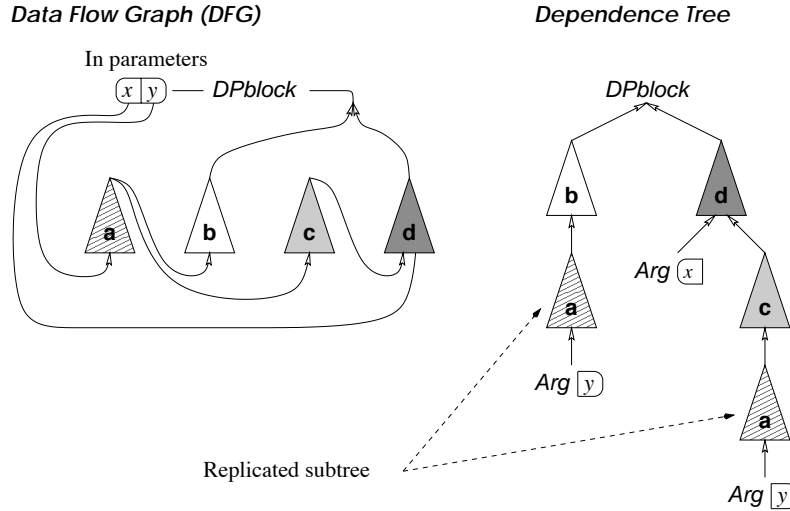 Data Flow Graph (DFG)
Dependence Tree
In parameters
x y DPblock
DPblock
a b c d
b d
Arg x
a c
Arg y
a
Replicated subtree
Arg y